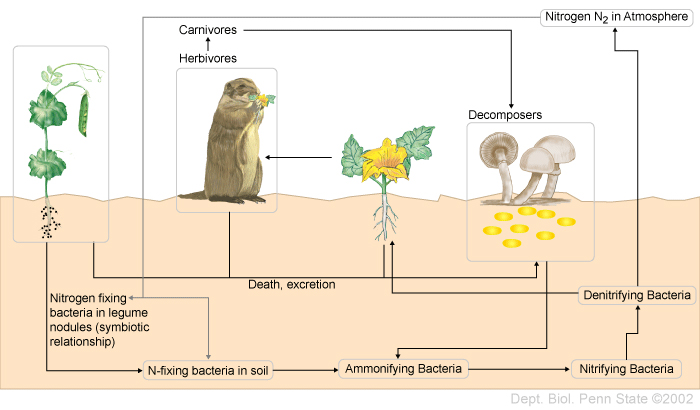 Nitrogen N2 in Atmosphere
Carnivores
Herbivores
Decomposers
Death, excretion
Nitrogen fixing
bacteria in legume
nodules (symbiotic
relationship)
Denitrifying Bacteria
N-fixing bacteria in soil
Ammonifying Bacteria
Nitrifying Bacteria
Dept. Biol. Penn State ©2002